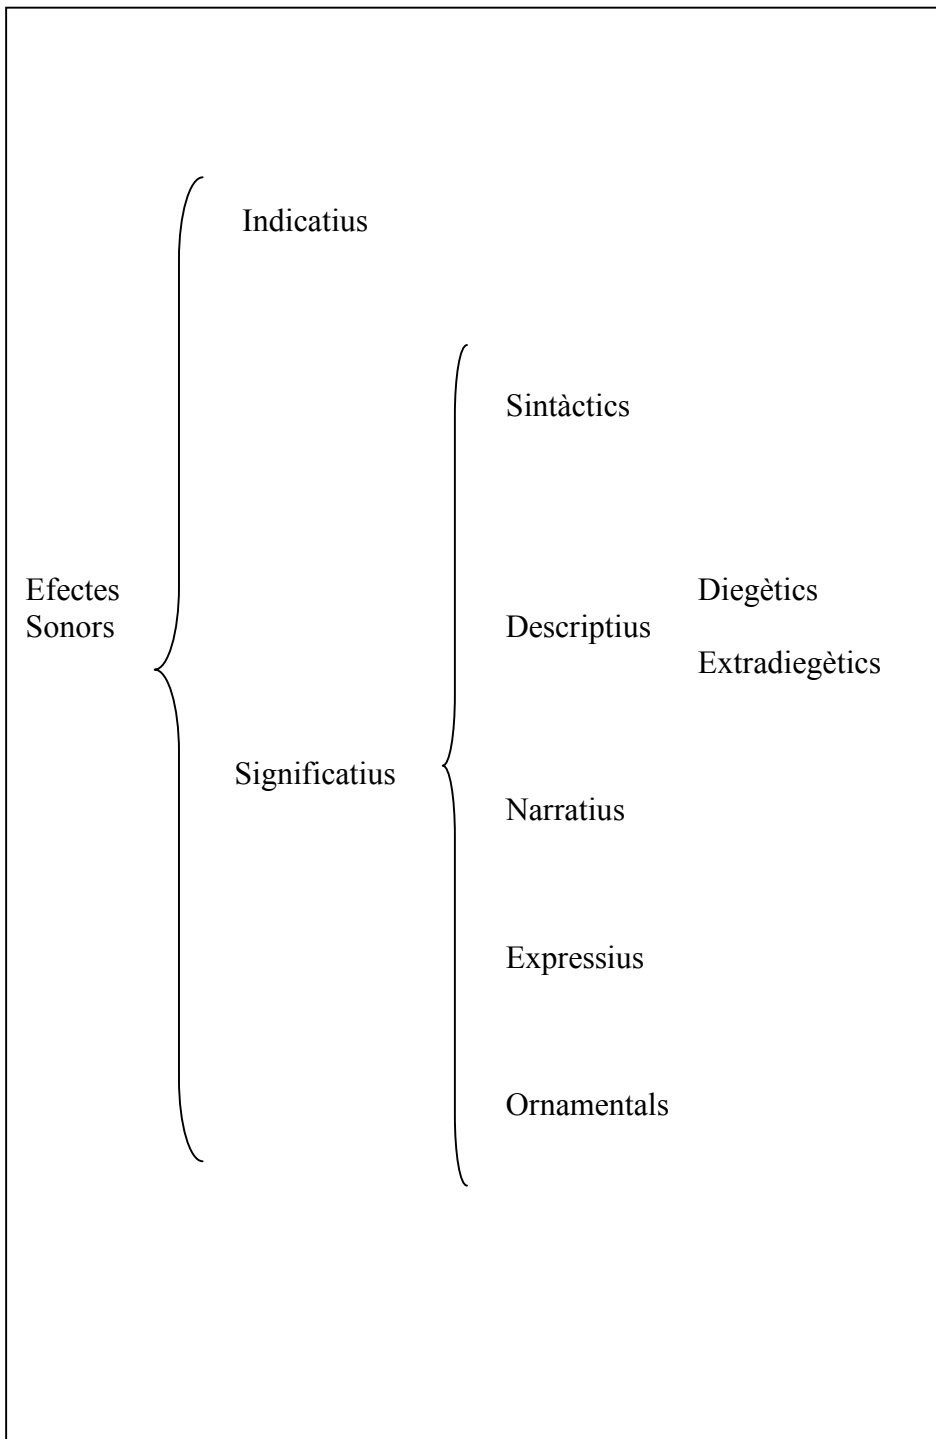 Indicatius
Sintàctics
Efectes
Sonors
Diegètics
Descriptius
Extradiegètics
Significatius
Narratius
Expressius
Ornamentals